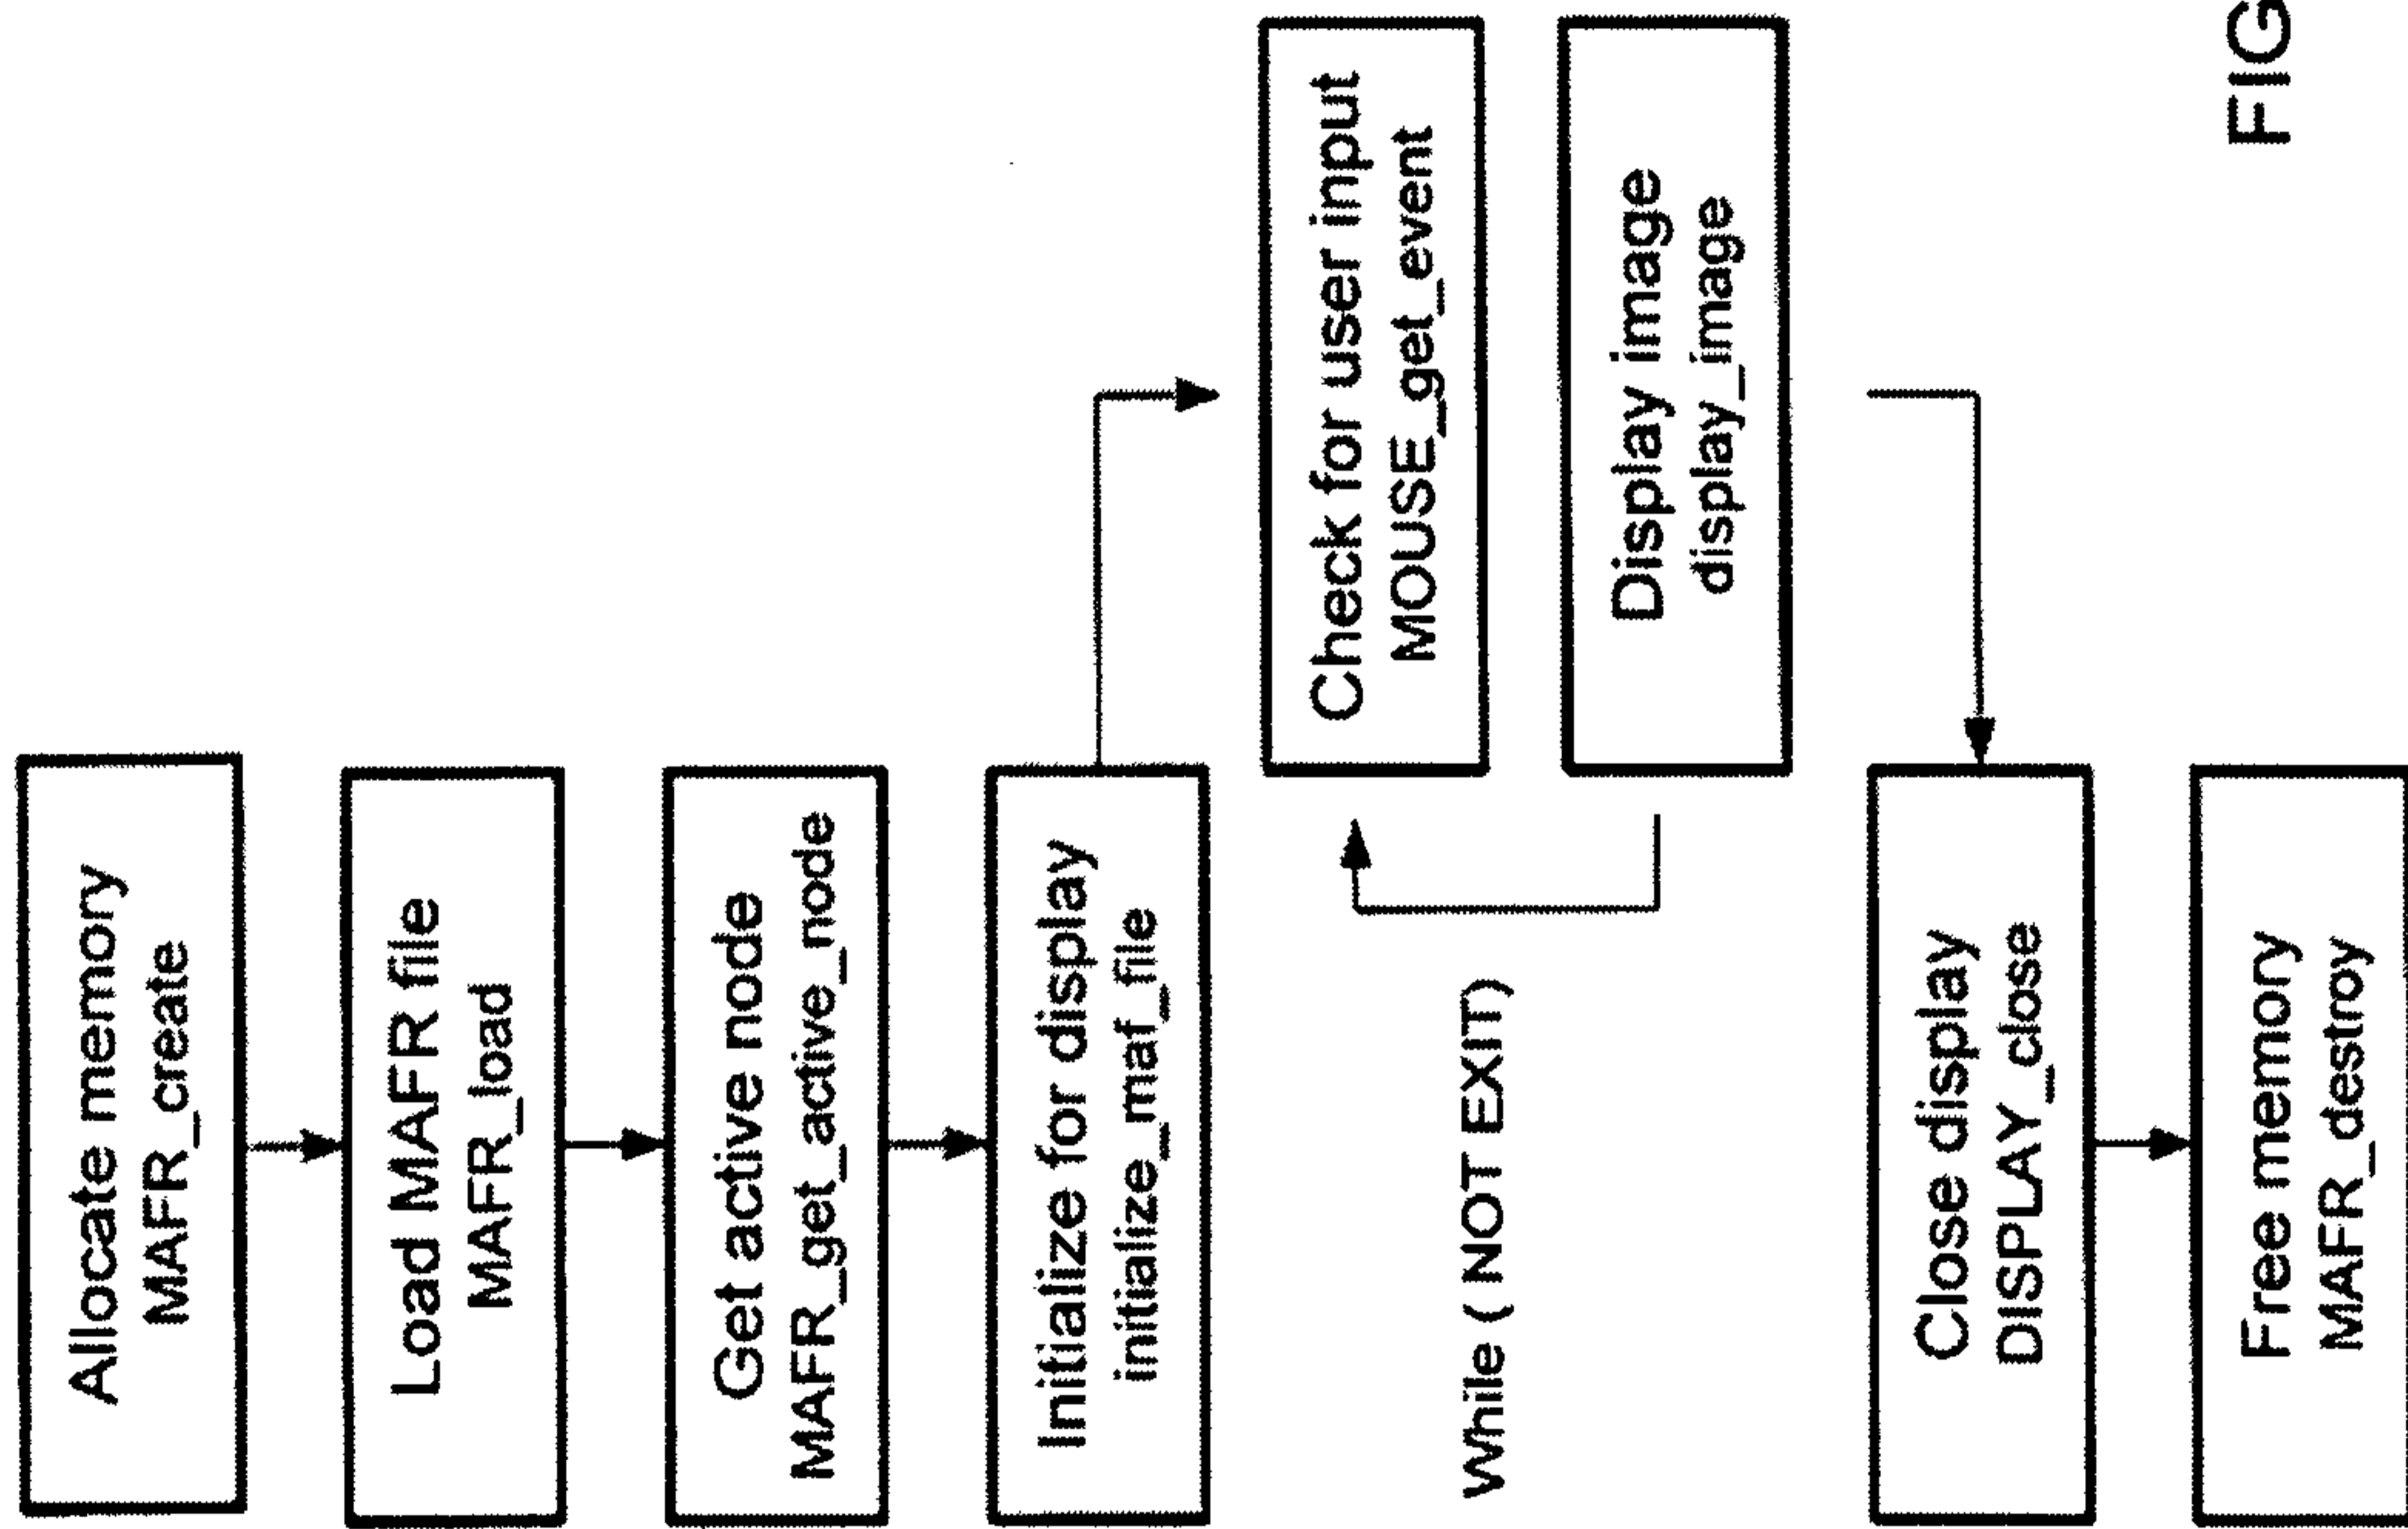 Allocate memory
MAFR_create
Load MAFR file
MAFR_load
Get active node
MAFR_get_active_node
Initialize for display
initialize_maf_file
While ( NOT EXIT)
Check for user input
MOUSE_get_event
Display image
display_image
Close display
DISPLAY_close
Free memory
MAFR_destroy
FIG